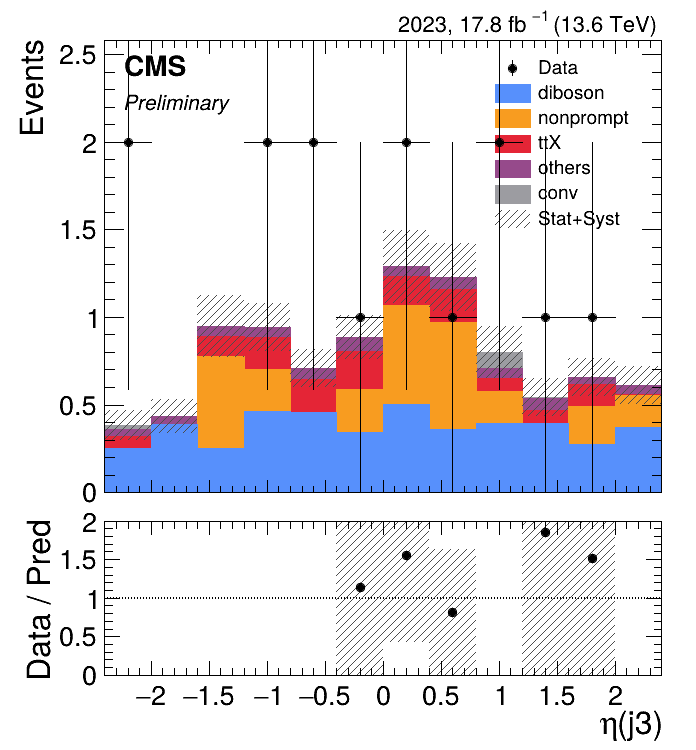 2023, 17.8 fb⁻¹ (13.6 TeV)
CMS
Preliminary
Data
diboson
nonprompt
ttX
others
conv
Stat+Syst
Events
2.5
2
1.5
1
0.5
0
Data / Pred
2
1.5
1
0.5
0
−2 −1.5 −1 −0.5 0 0.5 1 1.5 2
η(j3)